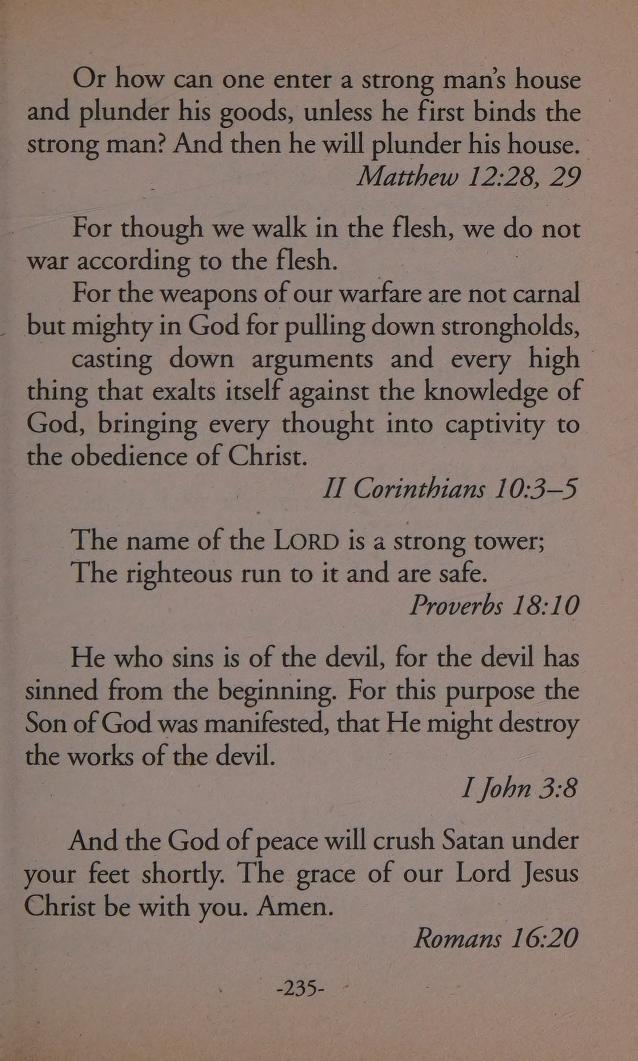 Or how can one enter a strong man's house
and plunder his goods, unless he first binds the
strong man? And then he will plunder his house.
Matthew 12:28, 29
For though we walk in the flesh, we do not
war according to the flesh.
For the weapons of our warfare are not carnal
but mighty in God for pulling down strongholds,
casting down arguments and every high
thing that exalts itself against the knowledge of
God, bringing every thought into captivity to
the obedience of Christ.
II Corinthians 10:3–5
The name of the LORD is a strong tower;
The righteous run to it and are safe.
Proverbs 18:10
He who sins is of the devil, for the devil has
sinned from the beginning. For this purpose the
Son of God was manifested, that He might destroy
the works of the devil.
I John 3:8
And the God of peace will crush Satan under
your feet shortly. The grace of our Lord Jesus
Christ be with you. Amen.
Romans 16:20
-235-